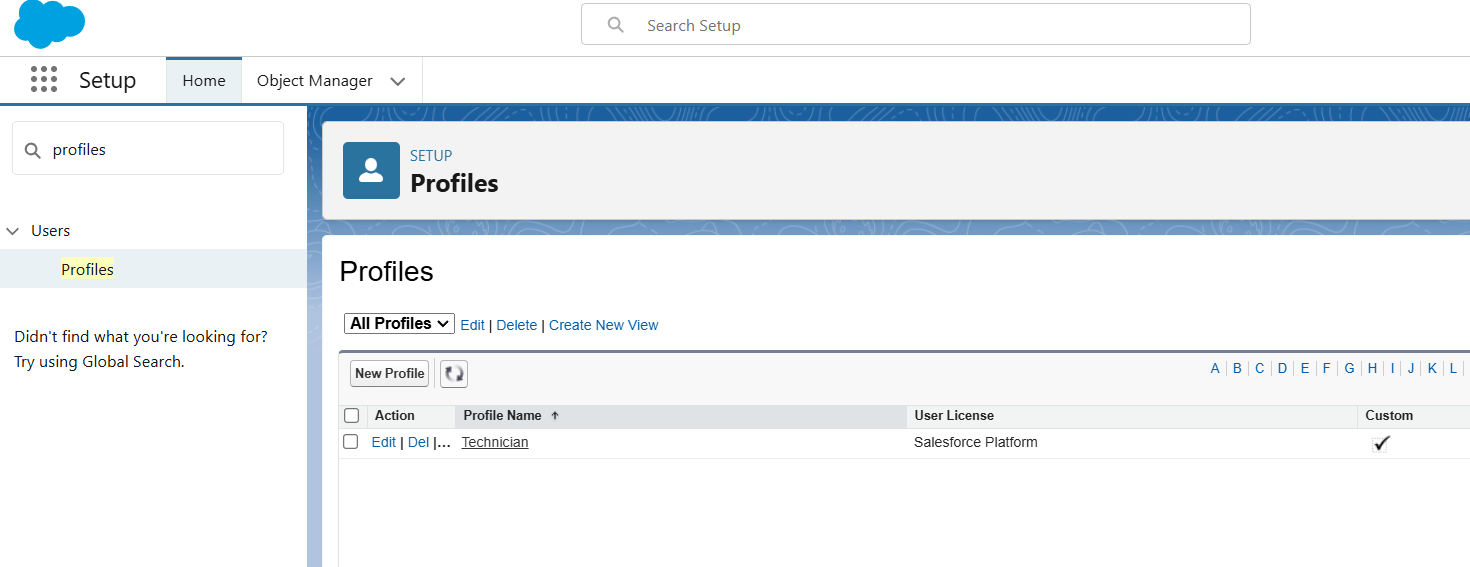 Search Setup
Setup Home Object Manager
profiles
SETUP
Profiles
Users
Profiles
Didn't find what you're looking for?
Try using Global Search.
Profiles
All Profiles Edit | Delete | Create New View
New Profile
A | B | C | D | E | F | G | H | I | J | K | L |
Action Profile Name User License Custom
Edit | Del |... Technician Salesforce Platform